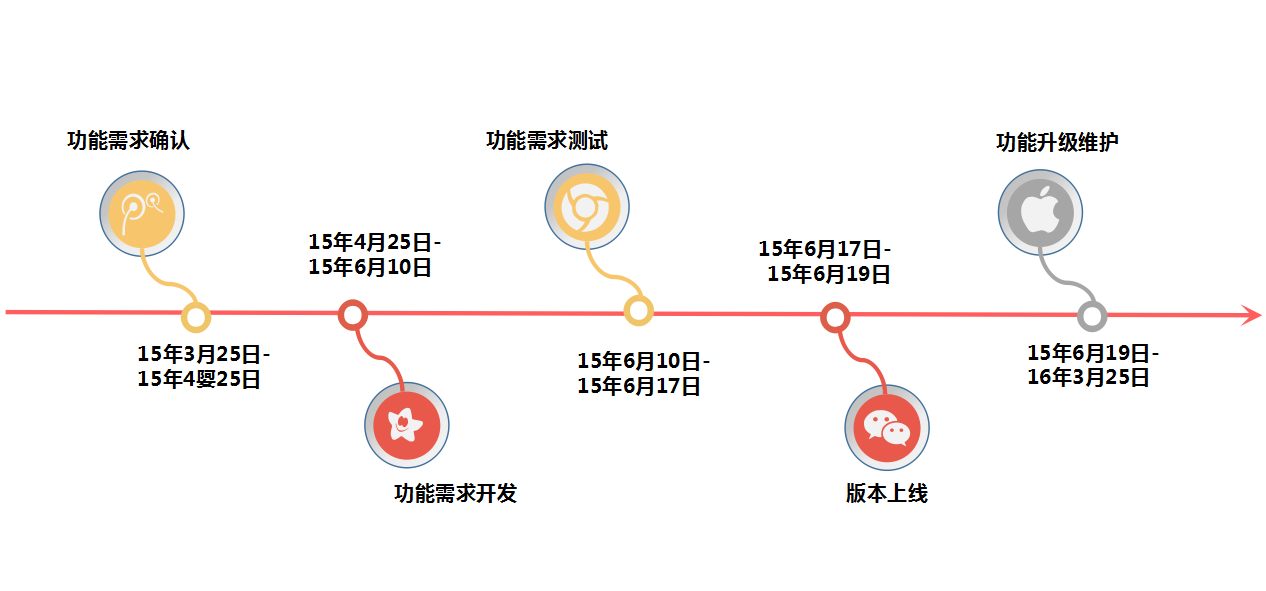 功能需求确认
15年3月25日-
15年4婴25日
15年4月25日-
15年6月10日
功能需求开发
功能需求测试
15年6月10日-
15年6月17日
15年6月17日-
15年6月19日
版本上线
功能升级维护
15年6月19日-
16年3月25日